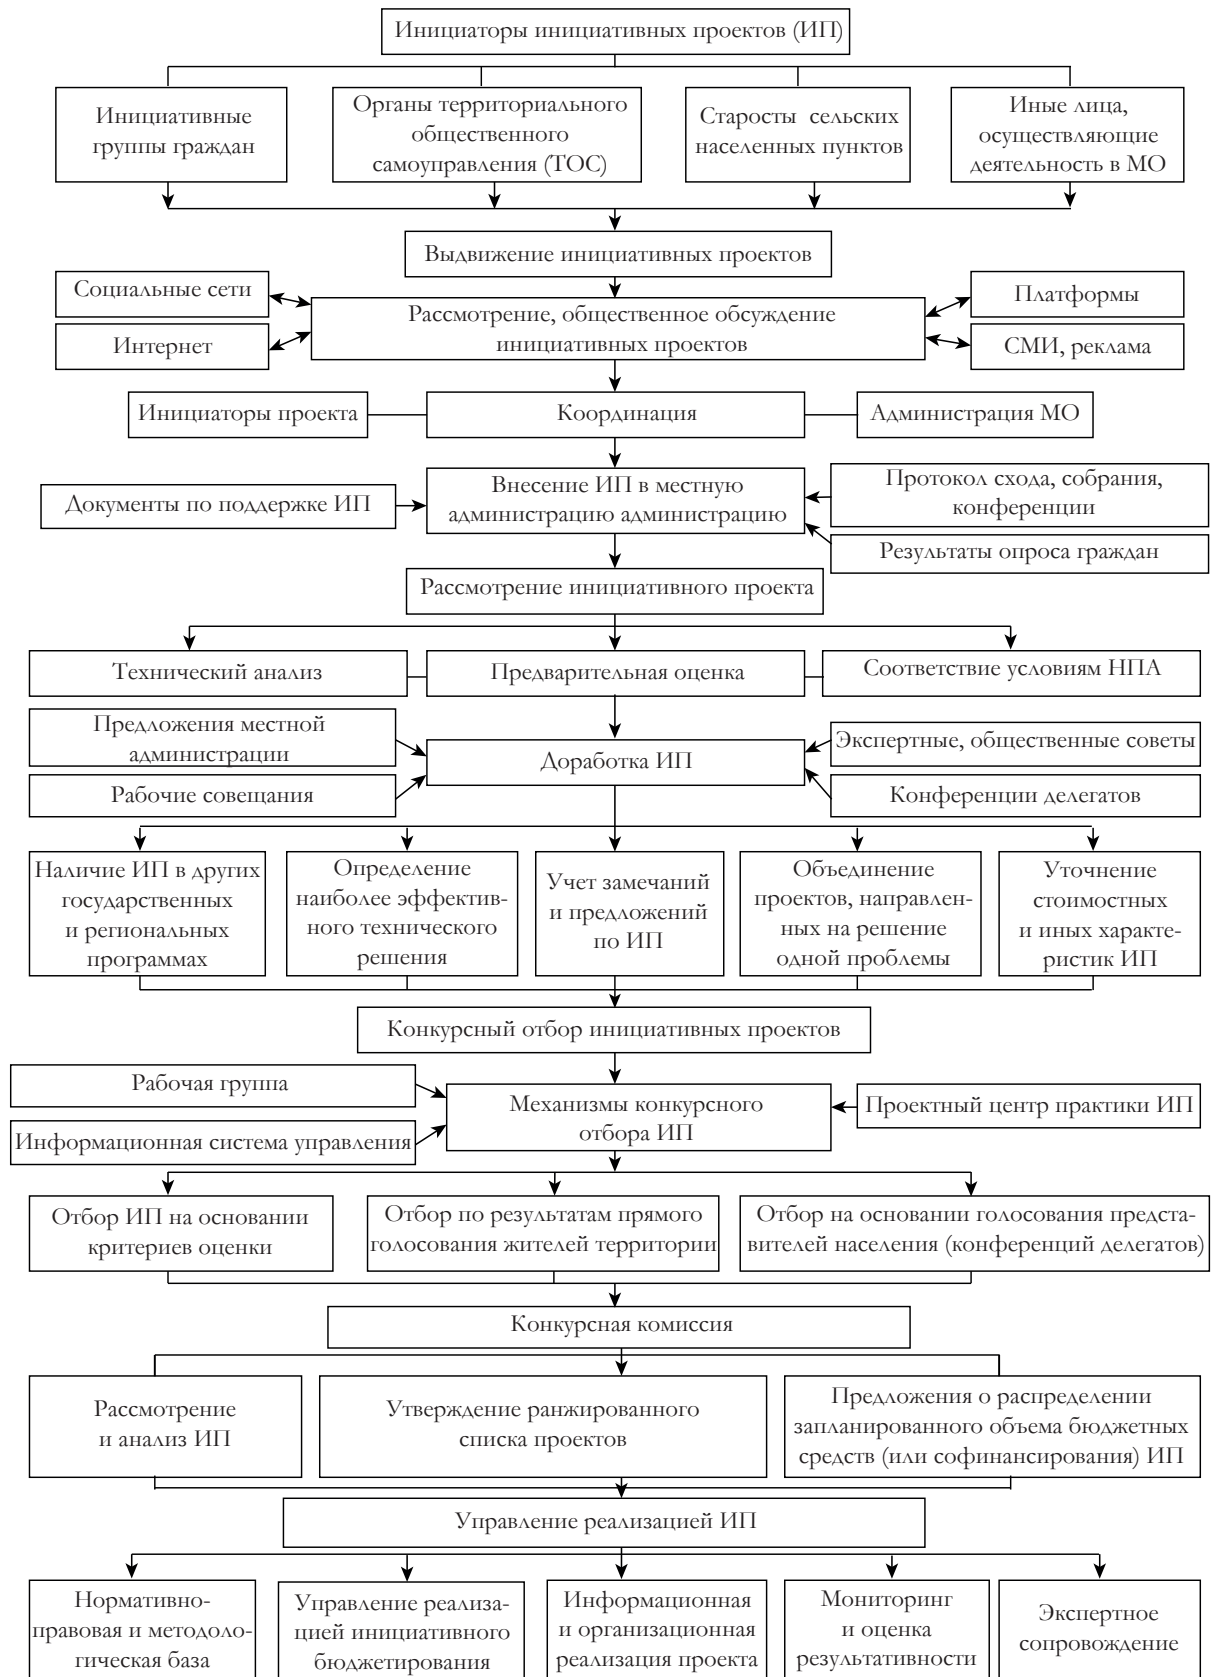 Инициаторы инициативных проектов (ИП)
Инициативные
группы граждан
Органы территориального
общественного
самоуправления (ТОС)
Старосты сельских
населенных пунктов
Иные лица,
осуществляющие
деятельность в МО
Выдвижение инициативных проектов
Социальные сети
Интернет
Рассмотрение, общественное обсуждение
инициативных проектов
Платформы
СМИ, реклама
Инициаторы проекта
Координация
Администрация МО
Документы по поддержке ИП
Внесение ИП в местную
администрацию администрацию
Протокол схода, собрания,
конференции
Результаты опроса граждан
Рассмотрение инициативного проекта
Технический анализ
Предварительная оценка
Соответствие условиям НПА
Предложения местной
администрации
Рабочие совещания
Доработка ИП
Экспертные, общественные советы
Конференции делегатов
Наличие ИП в других
государственных
и региональных
программах
Определение
наиболее эффектив-
ного технического
решения
Учет замечаний
и предложений
по ИП
Объединение
проектов, направлен-
ных на решение
одной проблемы
Уточнение
стоимостных
и иных характе-
ристик ИП
Конкурсный отбор инициативных проектов
Рабочая группа
Информационная система управления
Механизмы конкурсного
отбора ИП
Проектный центр практики ИП
Отбор ИП на основании
критериев оценки
Отбор по результатам прямого
голосования жителей территории
Отбор на основании голосования предста-
вителей населения (конференций делегатов)
Конкурсная комиссия
Рассмотрение
и анализ ИП
Утверждение ранжированного
списка проектов
Предложения о распределении
запланированного объема бюджетных
средств (или софинансирования) ИП
Управление реализацией ИП
Нормативно-
правовая и методоло-
гическая база
Управление реализа-
цией инициативного
бюджетирования
Информационная
и организационная
реализация проекта
Мониторинг
и оценка
результативности
Экспертное
сопровождение